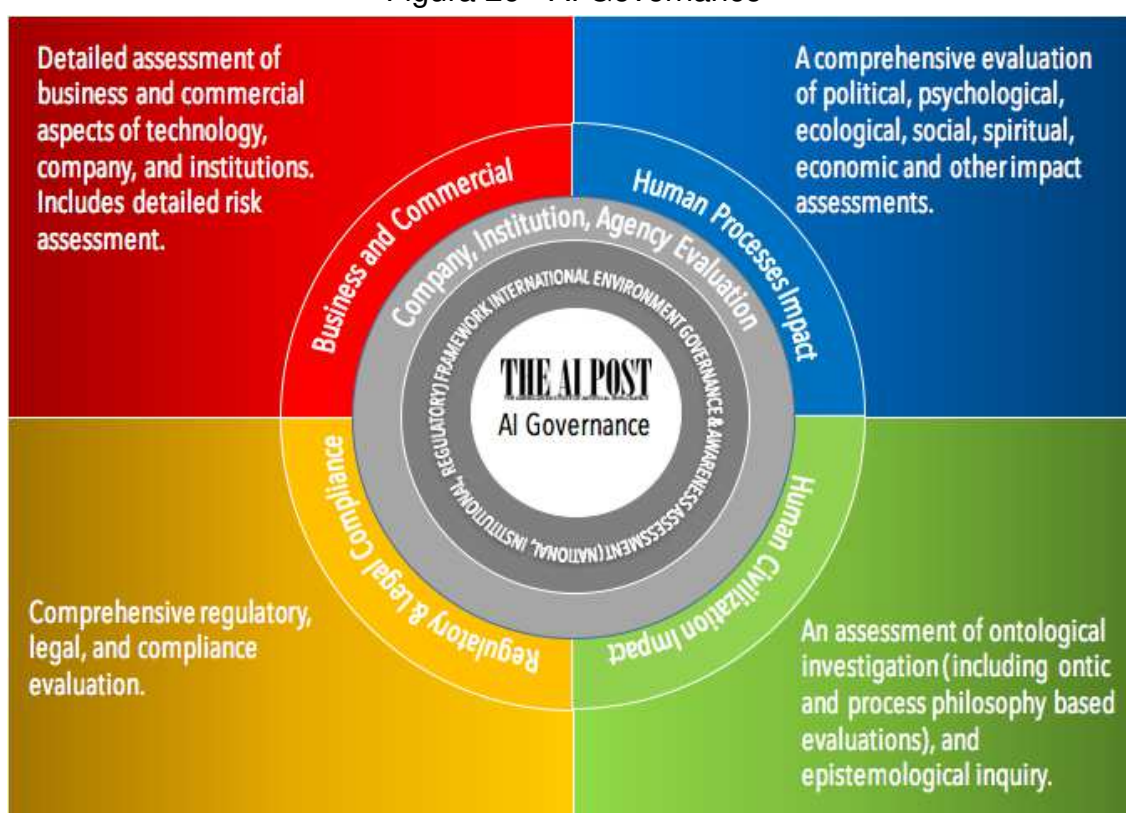 Detailed assessment of
business and commercial
aspects of technology,
company, and institutions.
Includes detailed risk
assessment.
A comprehensive evaluation
of political, psychological,
ecological, social, spiritual,
economic and other impact
assessments.
Business and Commercial
Human Processes Impact
Company, Institution, Agency Evaluation
INTERNATIONAL ENVIRONMENT GOVERNANCE & AWARENESS ASSESSMENT (NATIONAL, INSTITUTIONAL, REGULATORY) FRAMEWORK
THE AI POST
AI Governance
Regulatory & Legal Compliance
Human Civilization Impact
Comprehensive regulatory,
legal, and compliance
evaluation.
An assessment of ontological
investigation (including ontic
and process philosophy based
evaluations), and
epistemological inquiry.